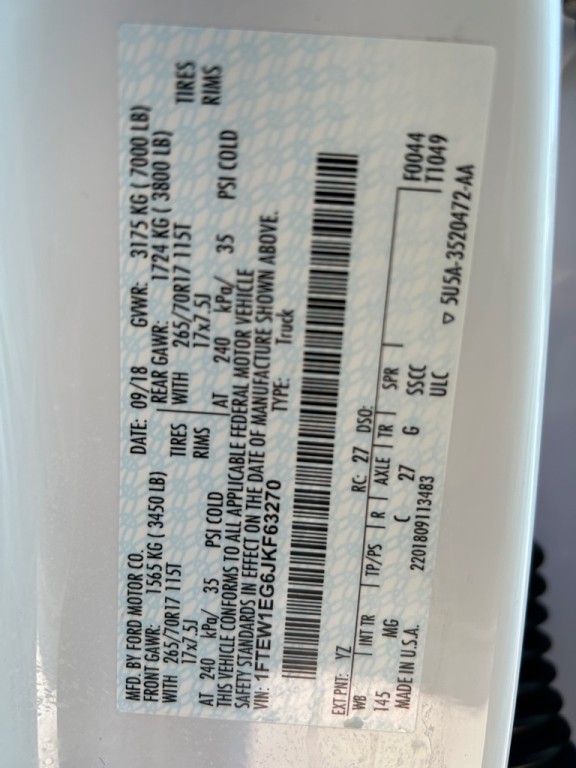 MFD. BY FORD MOTOR CO. DATE: 09/18 GVWR: 3175 KG ( 7000 LB)
FRONT GAWR: 1565 KG ( 3450 LB) REAR GAWR: 1724 KG ( 3800 LB)
WITH 265/70R17 115T TIRES WITH 265/70R17 115T TIRES
17x7.5J RIMS 17x7.5J RIMS
AT 240 kPa/ 35 PSI COLD AT 240 kPa/ 35 PSI COLD
THIS VEHICLE CONFORMS TO ALL APPLICABLE FEDERAL MOTOR VEHICLE
SAFETY STANDARDS IN EFFECT ON THE DATE OF MANUFACTURE SHOWN ABOVE.
VIN: 1FTEW1EG6JKF63270 TYPE: Truck
EXT PNT: YZ RC: 27 DSO: F0044
WB INT TR TP/PS R AXLE TR SPR T1049
145 MG C 27 G SSCC
MADE IN U.S.A. 2201809113483 ULC ▽ 5U5A-3520472-AA